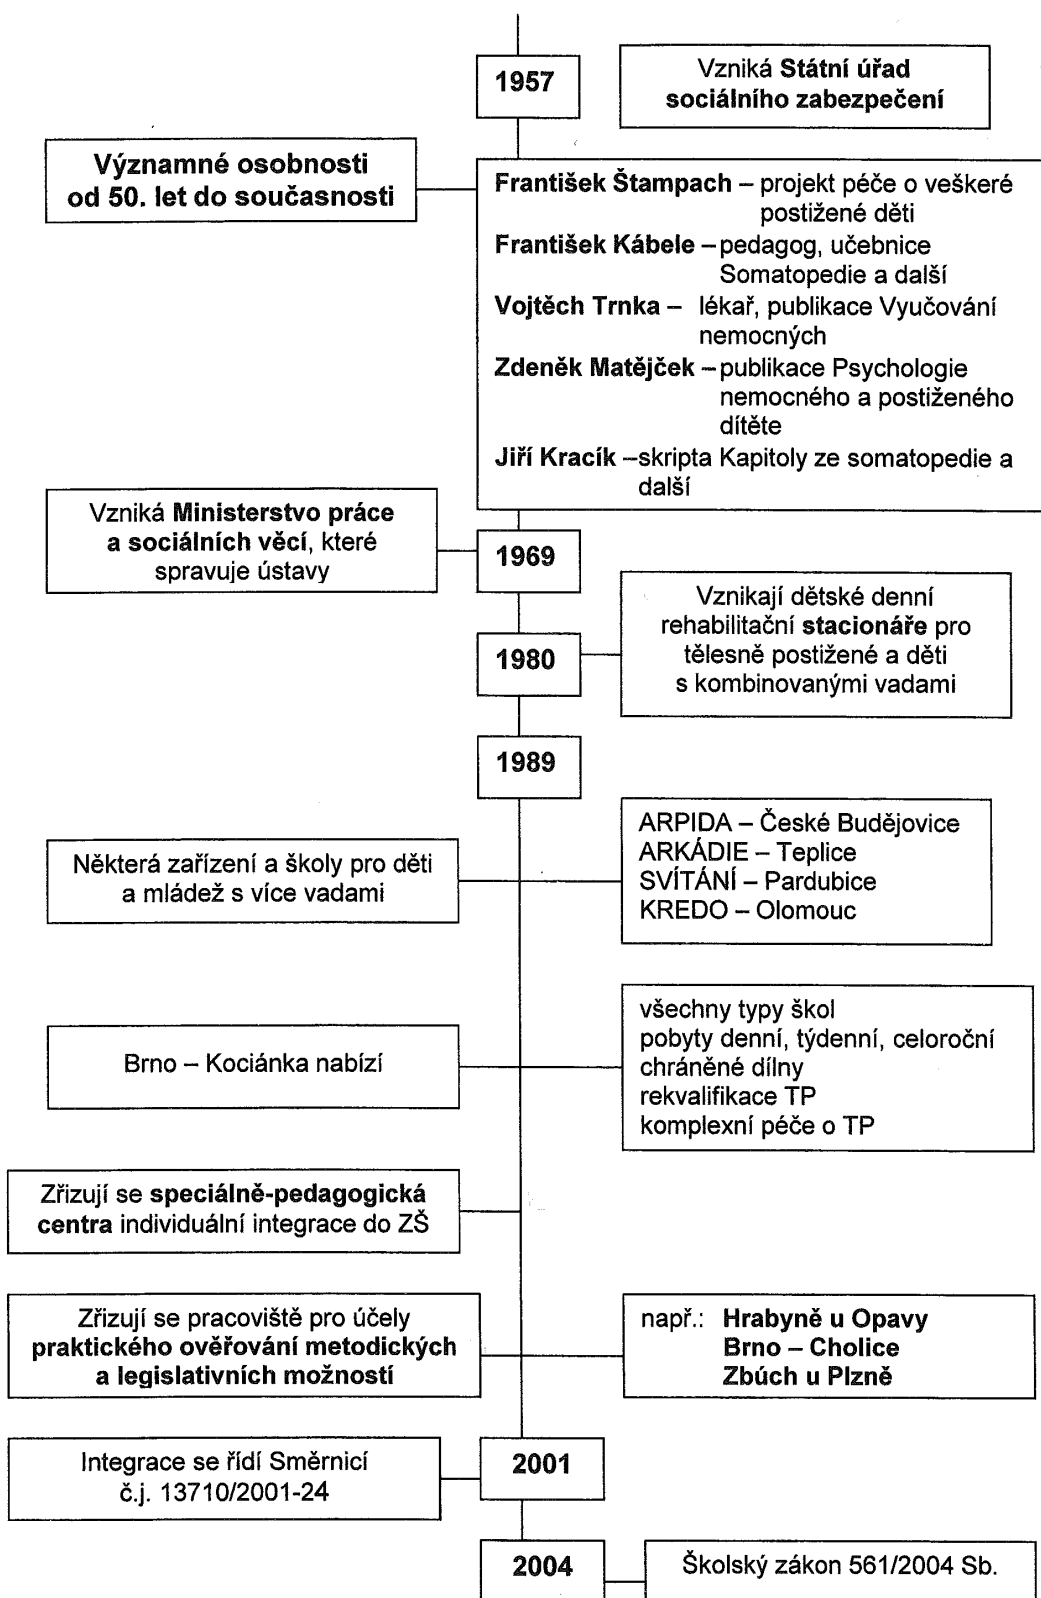 1957
Vzniká Státní úřad
sociálního zabezpečení
Významné osobnosti
od 50. let do současnosti
František Štampach – projekt péče o veškeré
postižené děti
František Kábele – pedagog, učebnice
Somatopedie a další
Vojtěch Trnka – lékař, publikace Vyučování
nemocných
Zdeněk Matějček – publikace Psychologie
nemocného a postiženého
dítěte
Jiří Kracík – skripta Kapitoly ze somatopedie a
další
Vzniká Ministerstvo práce
a sociálních věcí, které
spravuje ústavy
1969
Vznikají dětské denní
rehabilitační stacionáře pro
tělesně postižené a děti
s kombinovanými vadami
1980
1989
Některá zařízení a školy pro děti
a mládež s více vadami
ARPIDA – České Budějovice
ARKÁDIE – Teplice
SVÍTÁNÍ – Pardubice
KREDO – Olomouc
Brno – Kociánka nabízí
všechny typy škol
pobyty denní, týdenní, celoroční
chráněné dílny
rekvalifikace TP
komplexní péče o TP
Zřizují se speciálně-pedagogická
centra individuální integrace do ZŠ
Zřizují se pracoviště pro účely
praktického ověřování metodických
a legislativních možností
např.: Hrabyně u Opavy
Brno – Cholice
Zbúch u Plzně
Integrace se řídí Směrnicí
č.j. 13710/2001-24
2001
2004
Školský zákon 561/2004 Sb.